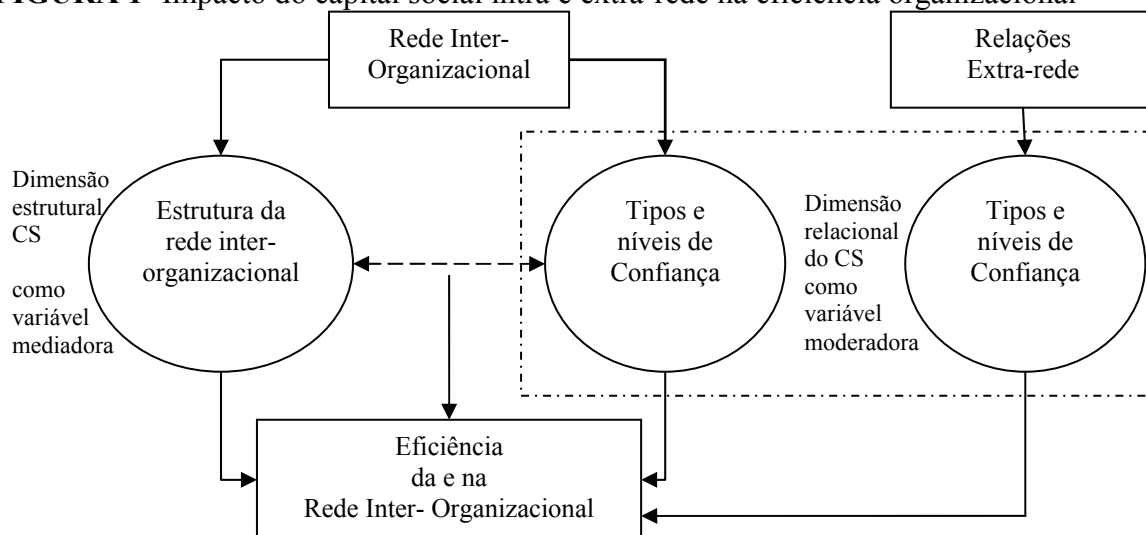 FIGURA 1- Impacto do capital social intra e extra-rede na eficiência organizacional
Rede Inter-
Organizacional
Relações
Extra-rede
Dimensão
estrutural
CS
como
variável
mediadora
Estrutura da
rede inter-
organizacional
Tipos e
níveis de
Confiança
Dimensão
relacional
do CS
como
variável
moderadora
Tipos e
níveis de
Confiança
Eficiência
da e na
Rede Inter- Organizacional